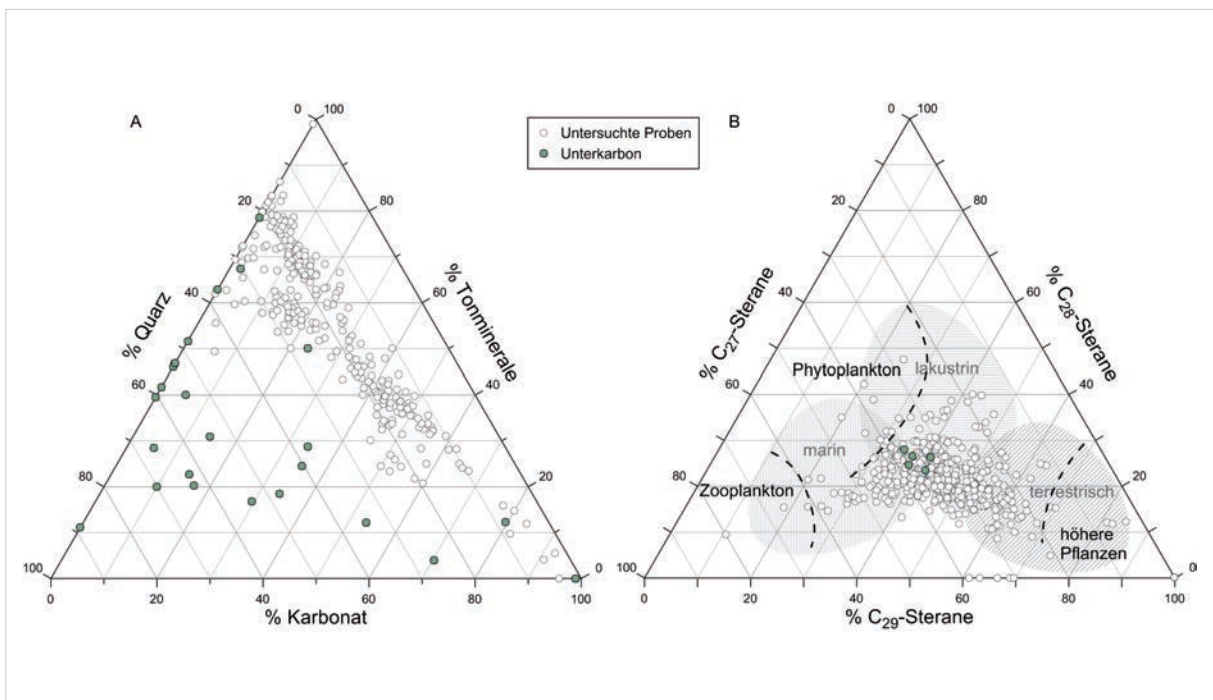 A
B
Untersuchte Proben
Unterkarbon
0
100
20
80
% Quarz
% Tonminerale
40
60
60
40
80
20
100
0
0
20
40
60
80
100
% Karbonat
0
100
20
80
% C27-Sterane
% C28-Sterane
40
60
Phytoplankton
lakustrin
60
40
marin
80
20
Zooplankton
terrestrisch
höhere
Pflanzen
100
0
0
20
40
60
80
100
% C29-Sterane